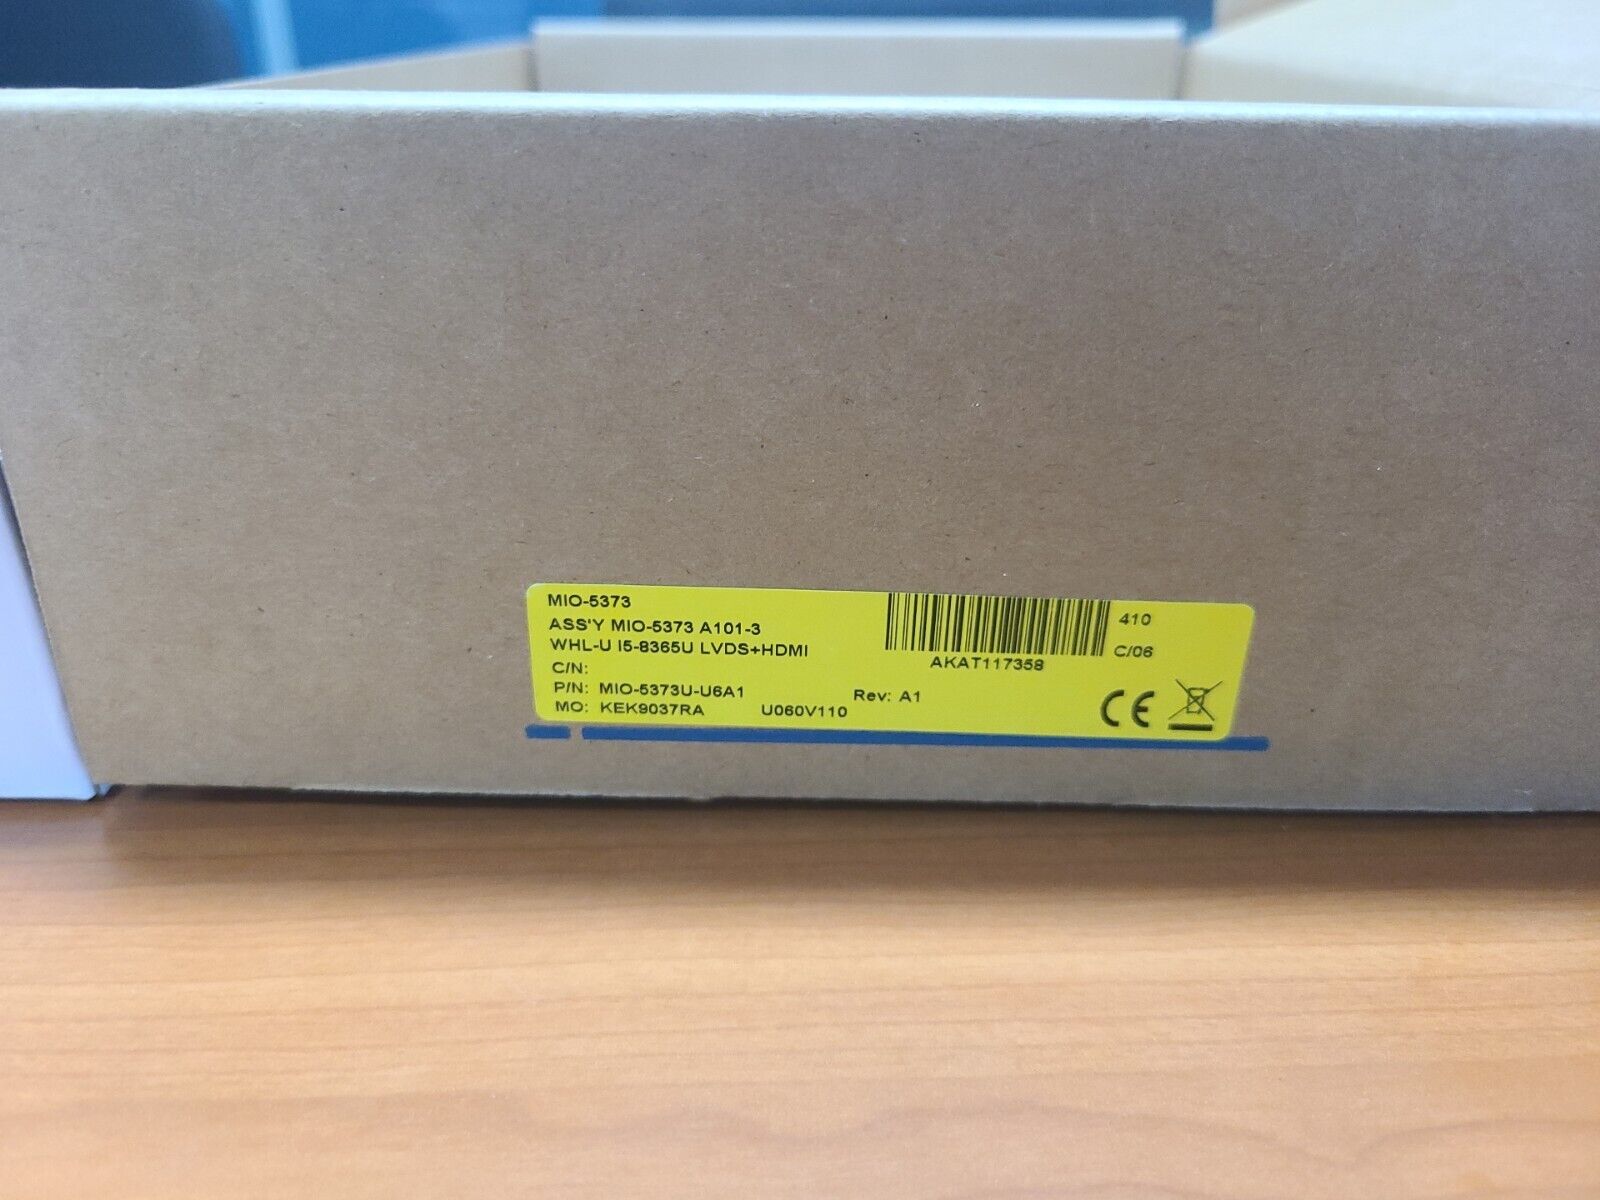 MIO-5373
ASS'Y MIO-5373 A101-3
WHL-U I5-8365U LVDS+HDMI
C/N:
P/N: MIO-5373U-U6A1 Rev: A1
MO: KEK9037RA U060V110
410
C/06
AKAT117358
CE